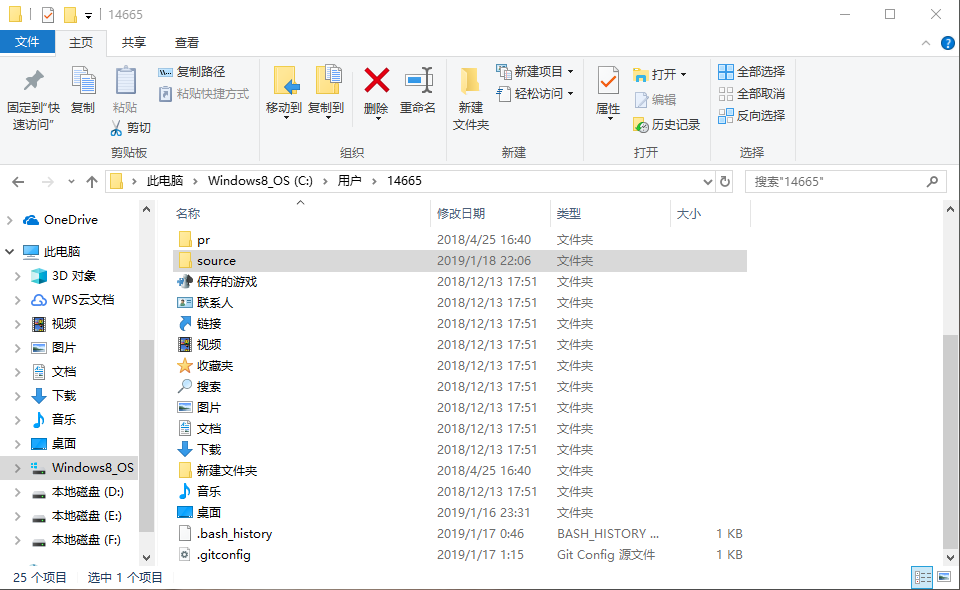 14665
文件 主页 共享 查看
固定到"快速访问"
复制
粘贴
复制路径
粘贴快捷方式
剪切
剪贴板
移动到 复制到 删除 重命名
组织
新建文件夹
新建项目
轻松访问
新建
属性
打开
编辑
历史记录
打开
全部选择
全部取消
反向选择
选择
此电脑 Windows8_OS (C:) 用户 14665
搜索"14665"
OneDrive
此电脑
3D 对象
WPS云文档
视频
图片
文档
下载
音乐
桌面
Windows8_OS
本地磁盘 (D:)
本地磁盘 (E:)
本地磁盘 (F:)
名称 修改日期 类型 大小
pr 2018/4/25 16:40 文件夹
source 2019/1/18 22:06 文件夹
保存的游戏 2018/12/13 17:51 文件夹
联系人 2018/12/13 17:51 文件夹
链接 2018/12/13 17:51 文件夹
视频 2018/12/13 17:51 文件夹
收藏夹 2018/12/13 17:51 文件夹
搜索 2018/12/13 17:51 文件夹
图片 2018/12/13 17:51 文件夹
文档 2018/12/13 17:51 文件夹
下载 2018/12/13 17:51 文件夹
新建文件夹 2018/4/25 16:40 文件夹
音乐 2018/12/13 17:51 文件夹
桌面 2019/1/16 23:31 文件夹
.bash_history 2019/1/17 0:46 BASH_HISTORY ... 1 KB
.gitconfig 2019/1/17 1:15 Git Config 源文件 1 KB
25 个项目 选中 1 个项目